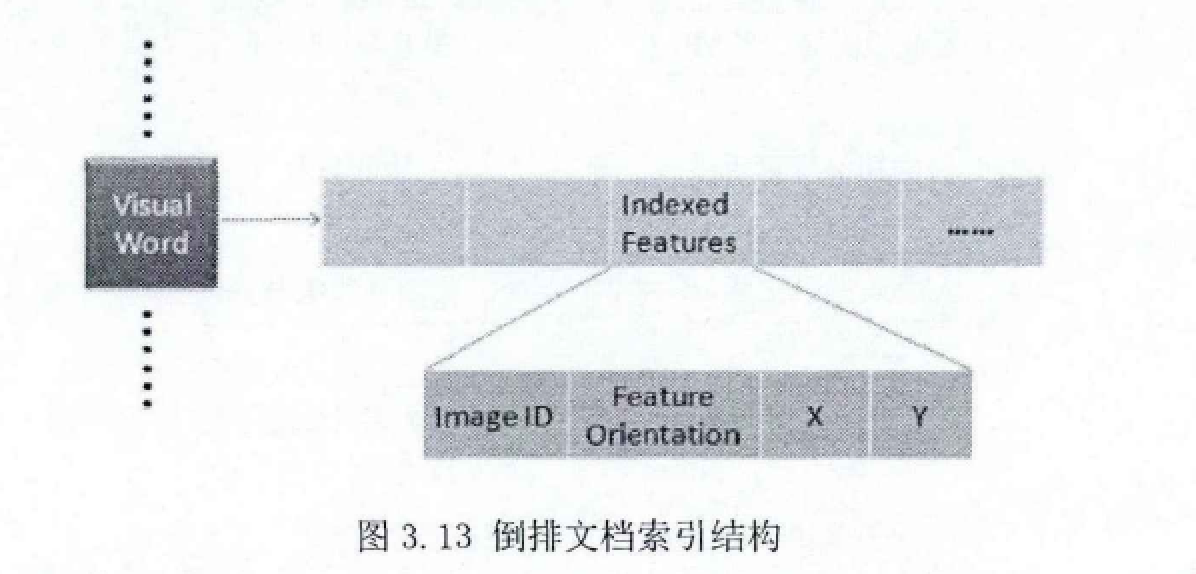 Visual
Word
Indexed
Features
......
Image ID
Feature
Orientation
X
Y
图 3.13 倒排文档索引结构